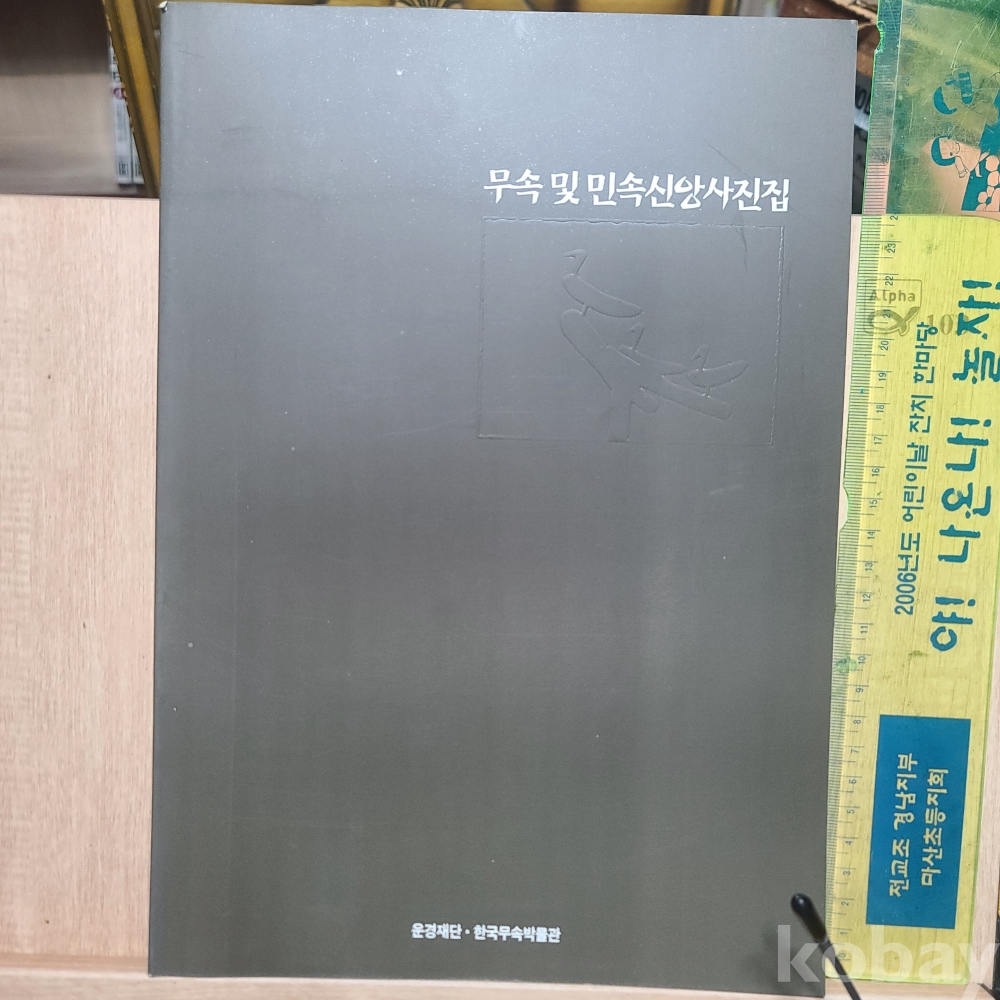 무속 및 민속신앙사진집
운경재단·한국무속박물관
Alpha
야! 나온나! 놀자!
2006년도 어린이날 잔치 한마당
전교조 경남지부
마산초등지회
kobay